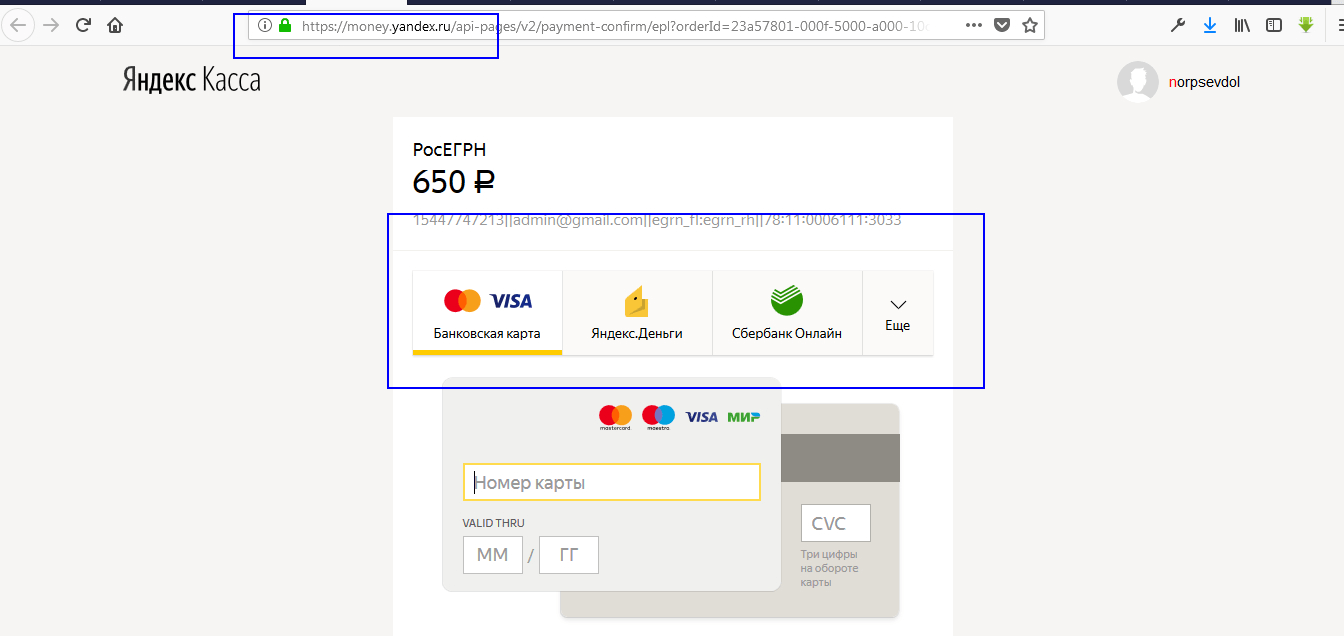 https://money.yandex.ru/api-pages/v2/payment-confirm/epl?orderId=23a57801-000f-5000-a000-10
Яндекс Касса
norpsevdol
РосЕГРН
650 ₽
15447747213||admin@gmail.com||egrn_fl:egrn_rh||78:11:0006111:3033
VISA
Банковская карта
Яндекс.Деньги
Сбербанк Онлайн
Еще
mastercard. maestro. VISA МИР
Номер карты
CVC
VALID THRU
ММ / ГГ
Три цифры
на обороте
карты